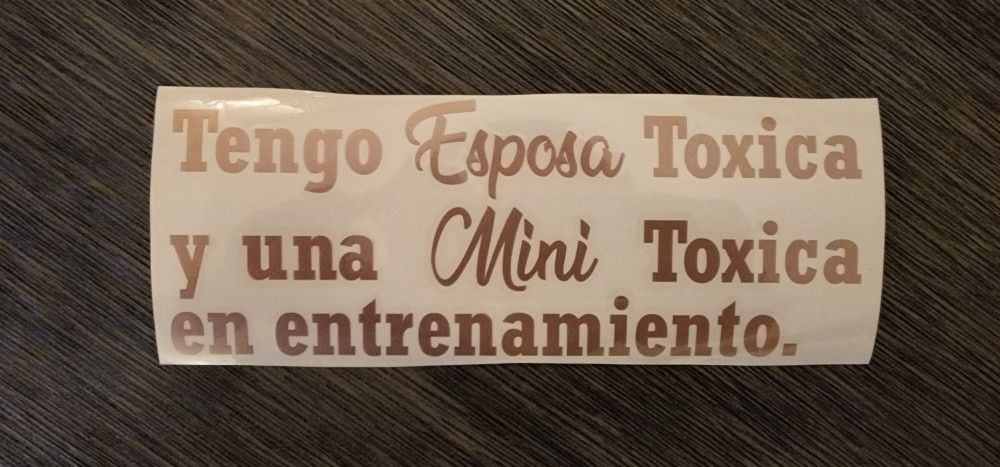 Tengo Esposa Toxica
y una Mini Toxica
en entrenamiento.